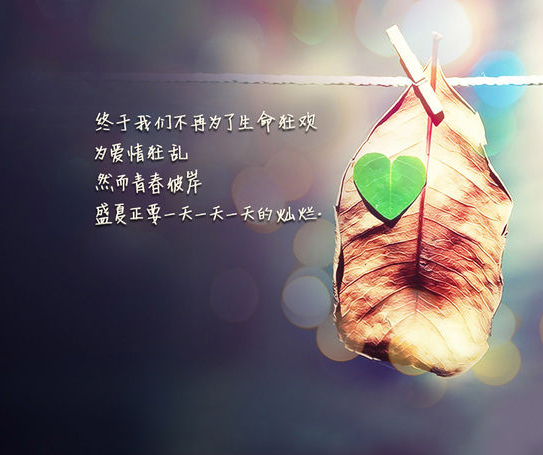 终于我们不再为了生命狂欢
为爱情狂乱
然而青春彼岸
盛夏正要一天一天一天的灿烂.